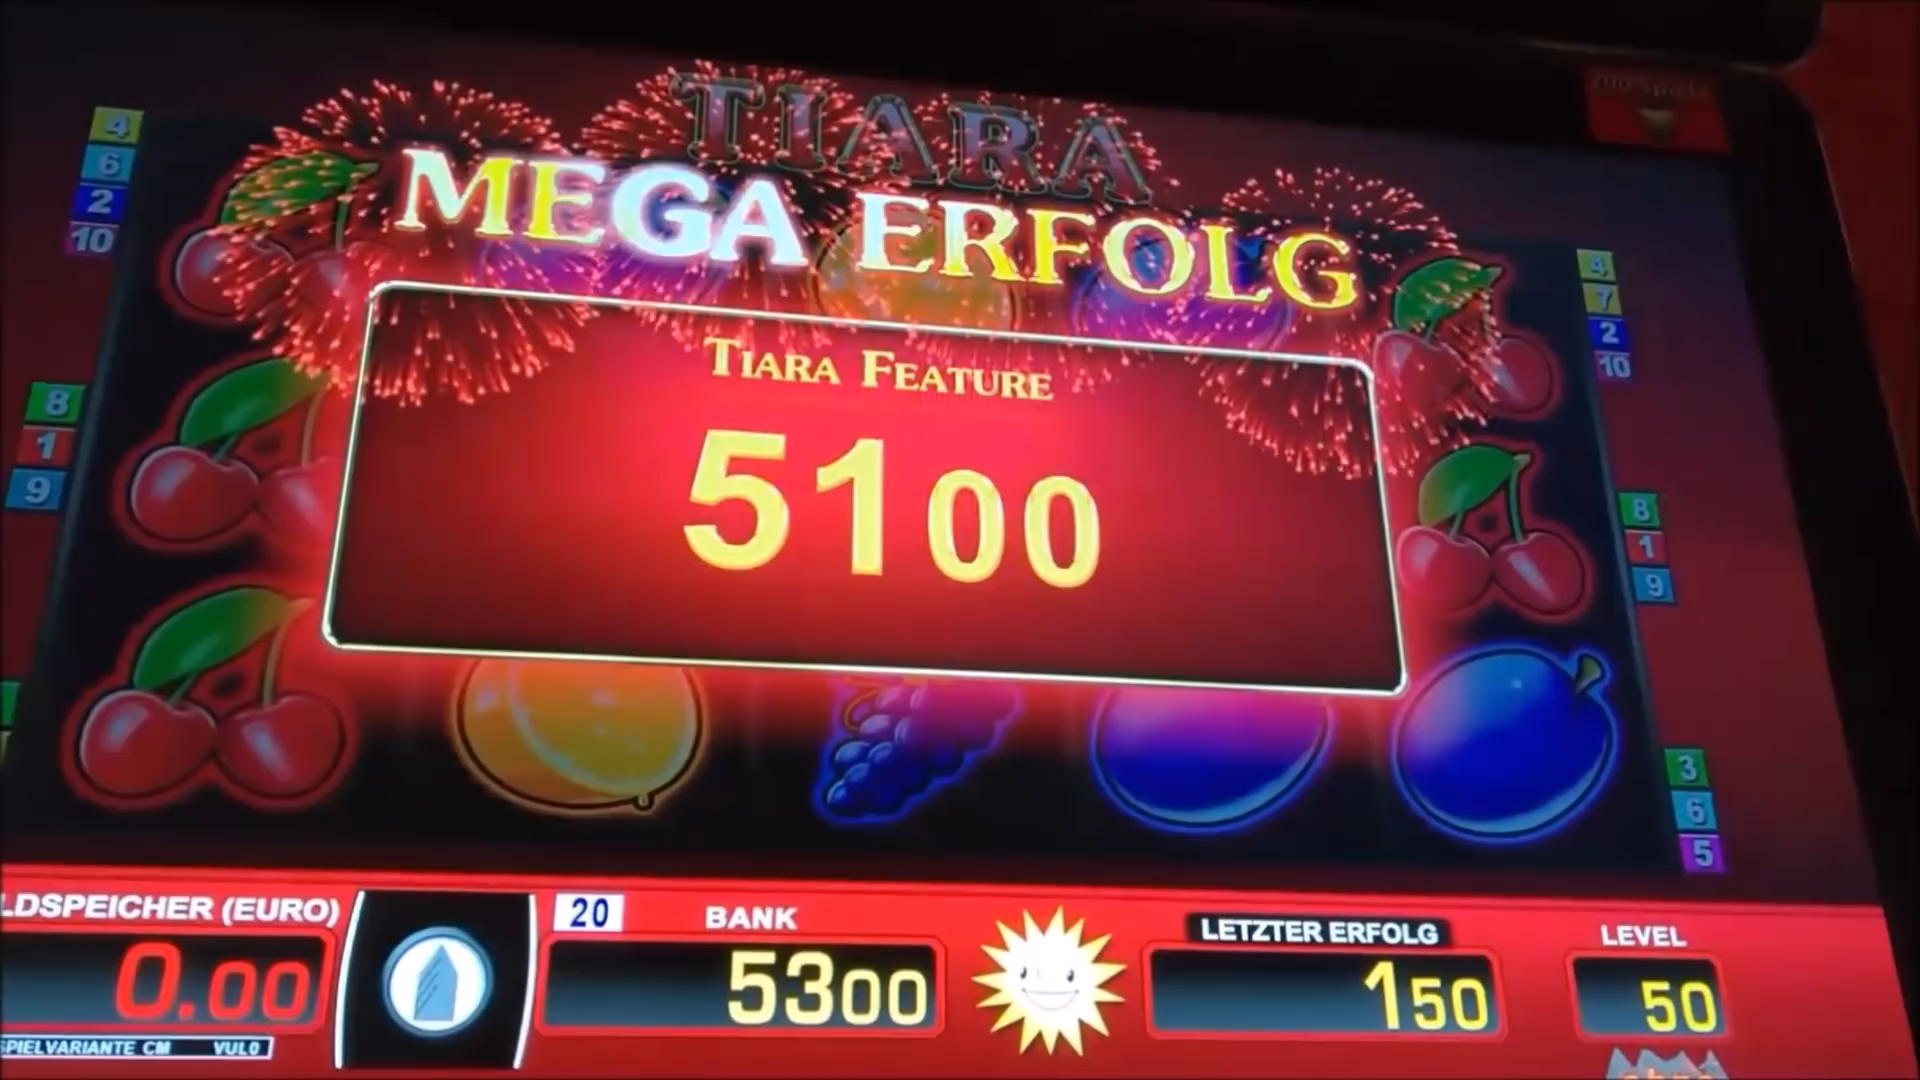 TIARA
MEGA ERFOLG
TIARA FEATURE
5100
4
6
2
10
8
1
9
4
7
2
10
8
1
9
3
6
5
LDSPEICHER (EURO)
0.00
20
BANK
5300
LETZTER ERFOLG
150
LEVEL
50
SPIELVARIANTE CM VUL0